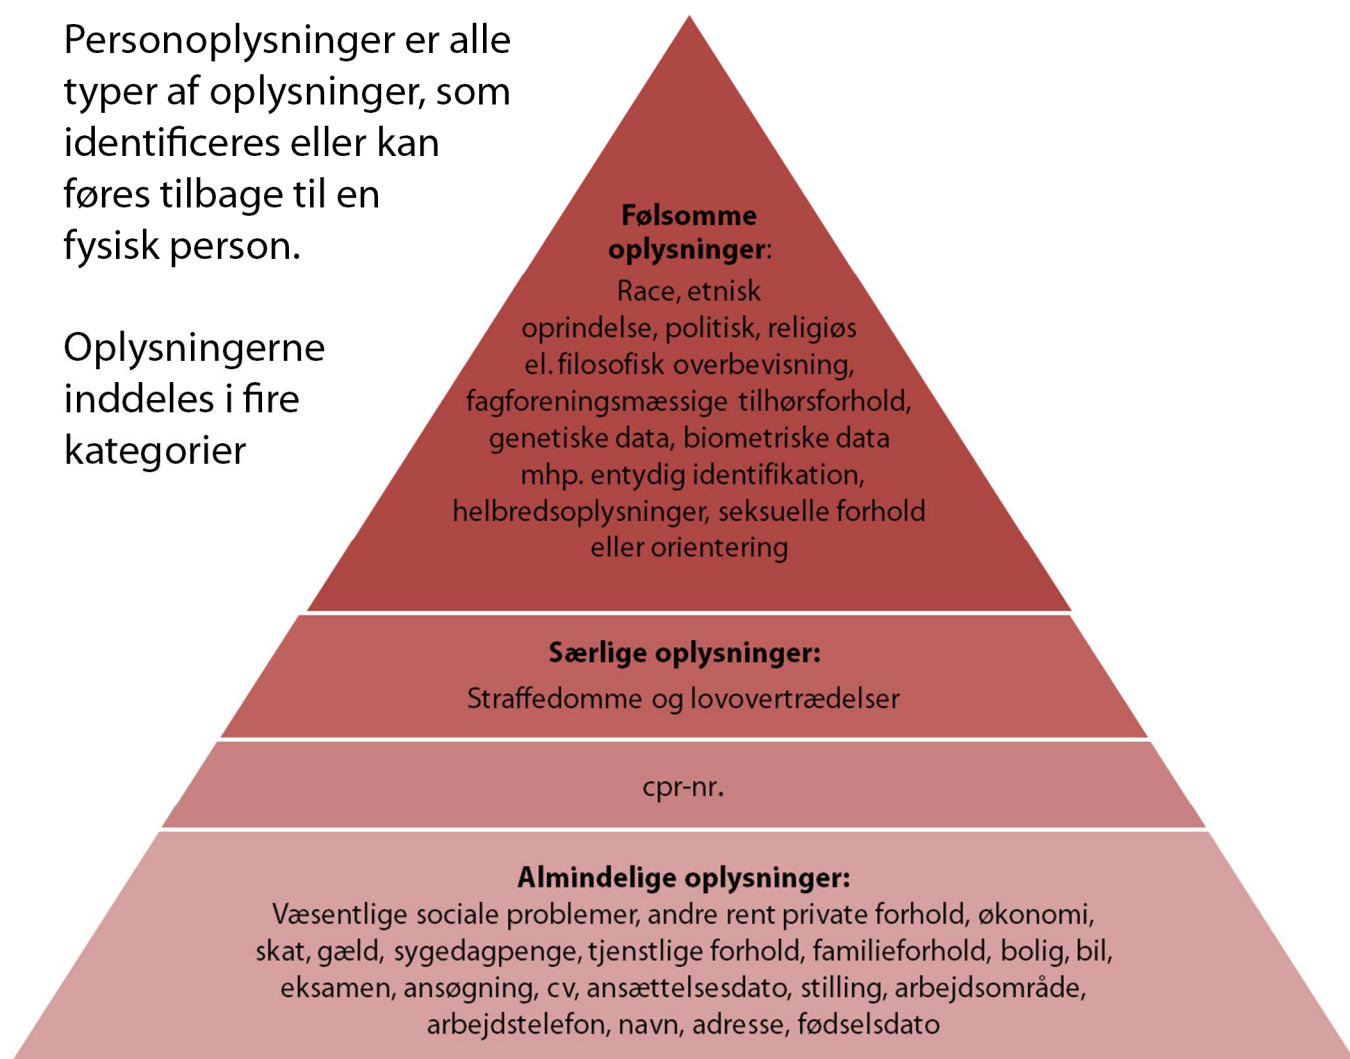 Personoplysninger er alle
typer af oplysninger, som
identificeres eller kan
føres tilbage til en
fysisk person.
Oplysningerne
inddeles i fire
kategorier
Følsomme
oplysninger:
Race, etnisk
oprindelse, politisk, religiøs
el. filosofisk overbevisning,
fagforeningsmæssige tilhørsforhold,
genetiske data, biometriske data
mhp. entydig identifikation,
helbredsoplysninger, seksuelle forhold
eller orientering
Særlige oplysninger:
Straffedomme og lovovertrædelser
cpr-nr.
Almindelige oplysninger:
Væsentlige sociale problemer, andre rent private forhold, økonomi,
skat, gæld, sygedagpenge, tjenstlige forhold, familieforhold, bolig, bil,
eksamen, ansøgning, cv, ansættelsesdato, stilling, arbejdsområde,
arbejdstelefon, navn, adresse, fødselsdato